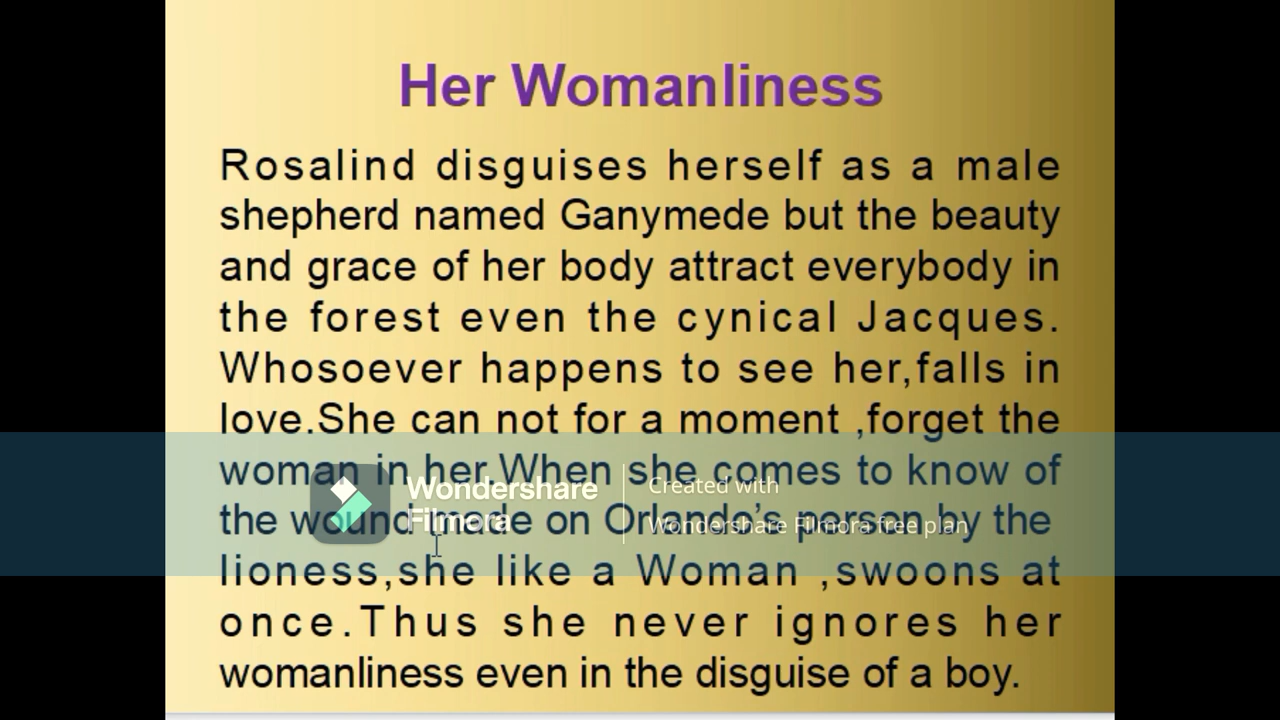 Her Womanliness
Rosalind disguises herself as a male
shepherd named Ganymede but the beauty
and grace of her body attract everybody in
the forest even the cynical Jacques.
Whosoever happens to see her,falls in
love.She can not for a moment ,forget the
woman in her.When she comes to know of
the wound made on Orlando's person by the
lioness,she like a Woman ,swoons at
once.Thus she never ignores her
womanliness even in the disguise of a boy.
Wondershare
Filmora
Created with
Wondershare Filmora free plan